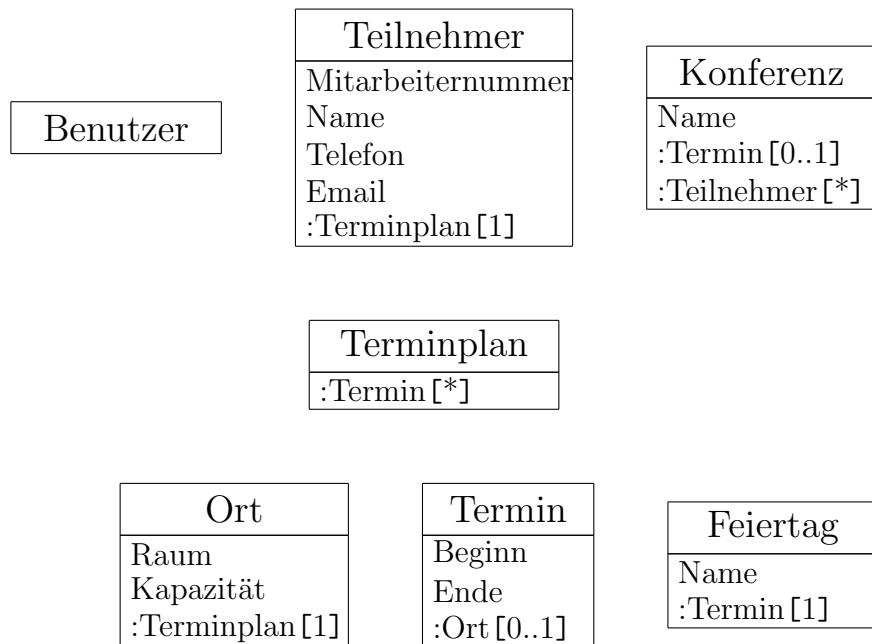 Benutzer
Teilnehmer
Mitarbeiternummer
Name
Telefon
Email
:Terminplan[1]
Konferenz
Name
:Termin[0..1]
:Teilnehmer[*]
Terminplan
:Termin[*]
Ort
Raum
Kapazität
:Terminplan[1]
Termin
Beginn
Ende
:Ort[0..1]
Feiertag
Name
:Termin[1]